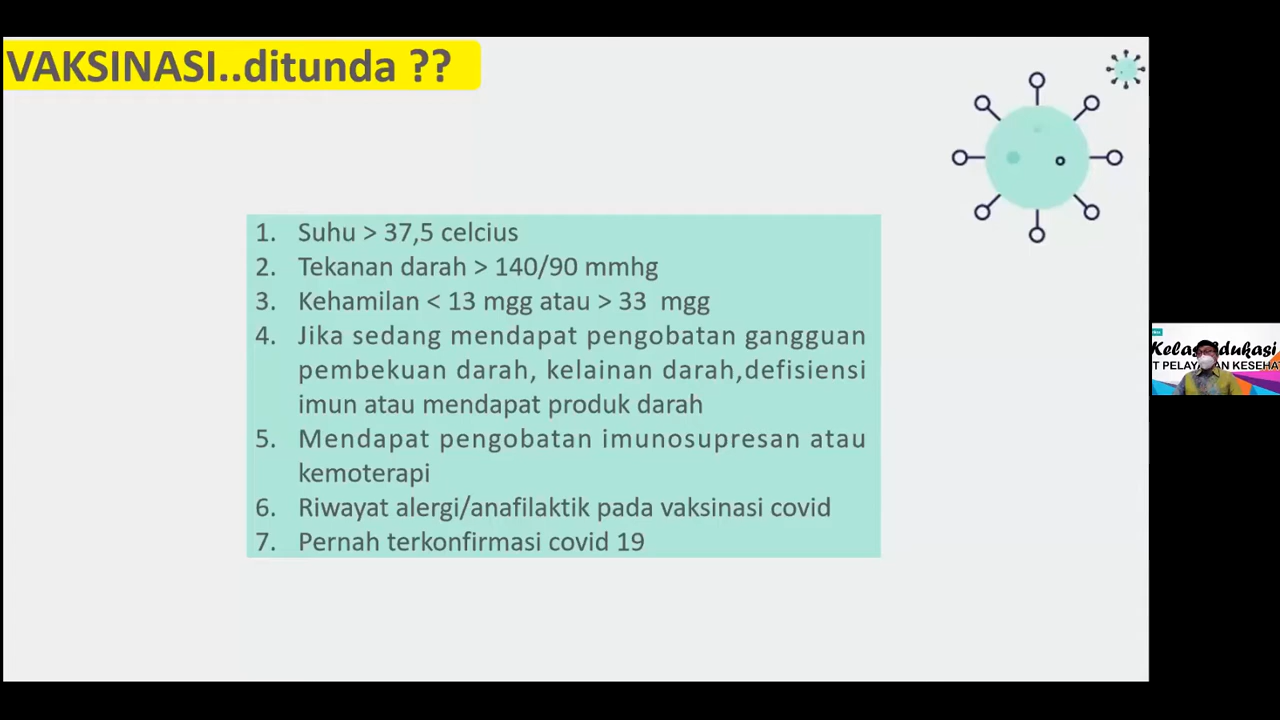 VAKSINASI..ditunda ??
1. Suhu > 37,5 celcius
2. Tekanan darah > 140/90 mmhg
3. Kehamilan < 13 mgg atau > 33 mgg
4. Jika sedang mendapat pengobatan gangguan
pembekuan darah, kelainan darah,defisiensi
imun atau mendapat produk darah
5. Mendapat pengobatan imunosupresan atau
kemoterapi
6. Riwayat alergi/anafilaktik pada vaksinasi covid
7. Pernah terkonfirmasi covid 19